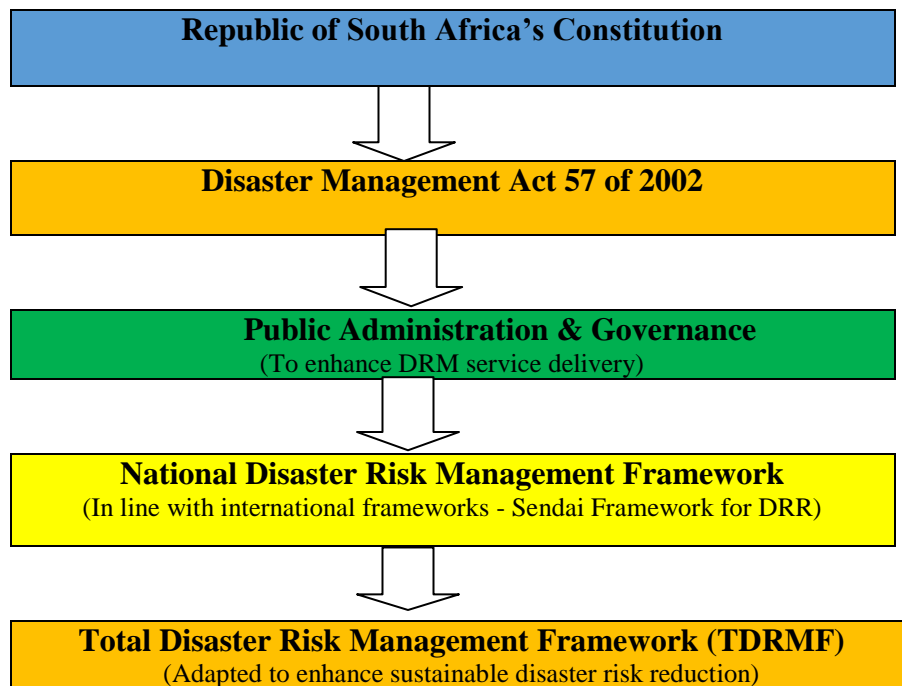 Republic of South Africa’s Constitution
Disaster Management Act 57 of 2002
Public Administration & Governance
(To enhance DRM service delivery)
National Disaster Risk Management Framework
(In line with international frameworks - Sendai Framework for DRR)
Total Disaster Risk Management Framework (TDRMF)
(Adapted to enhance sustainable disaster risk reduction)